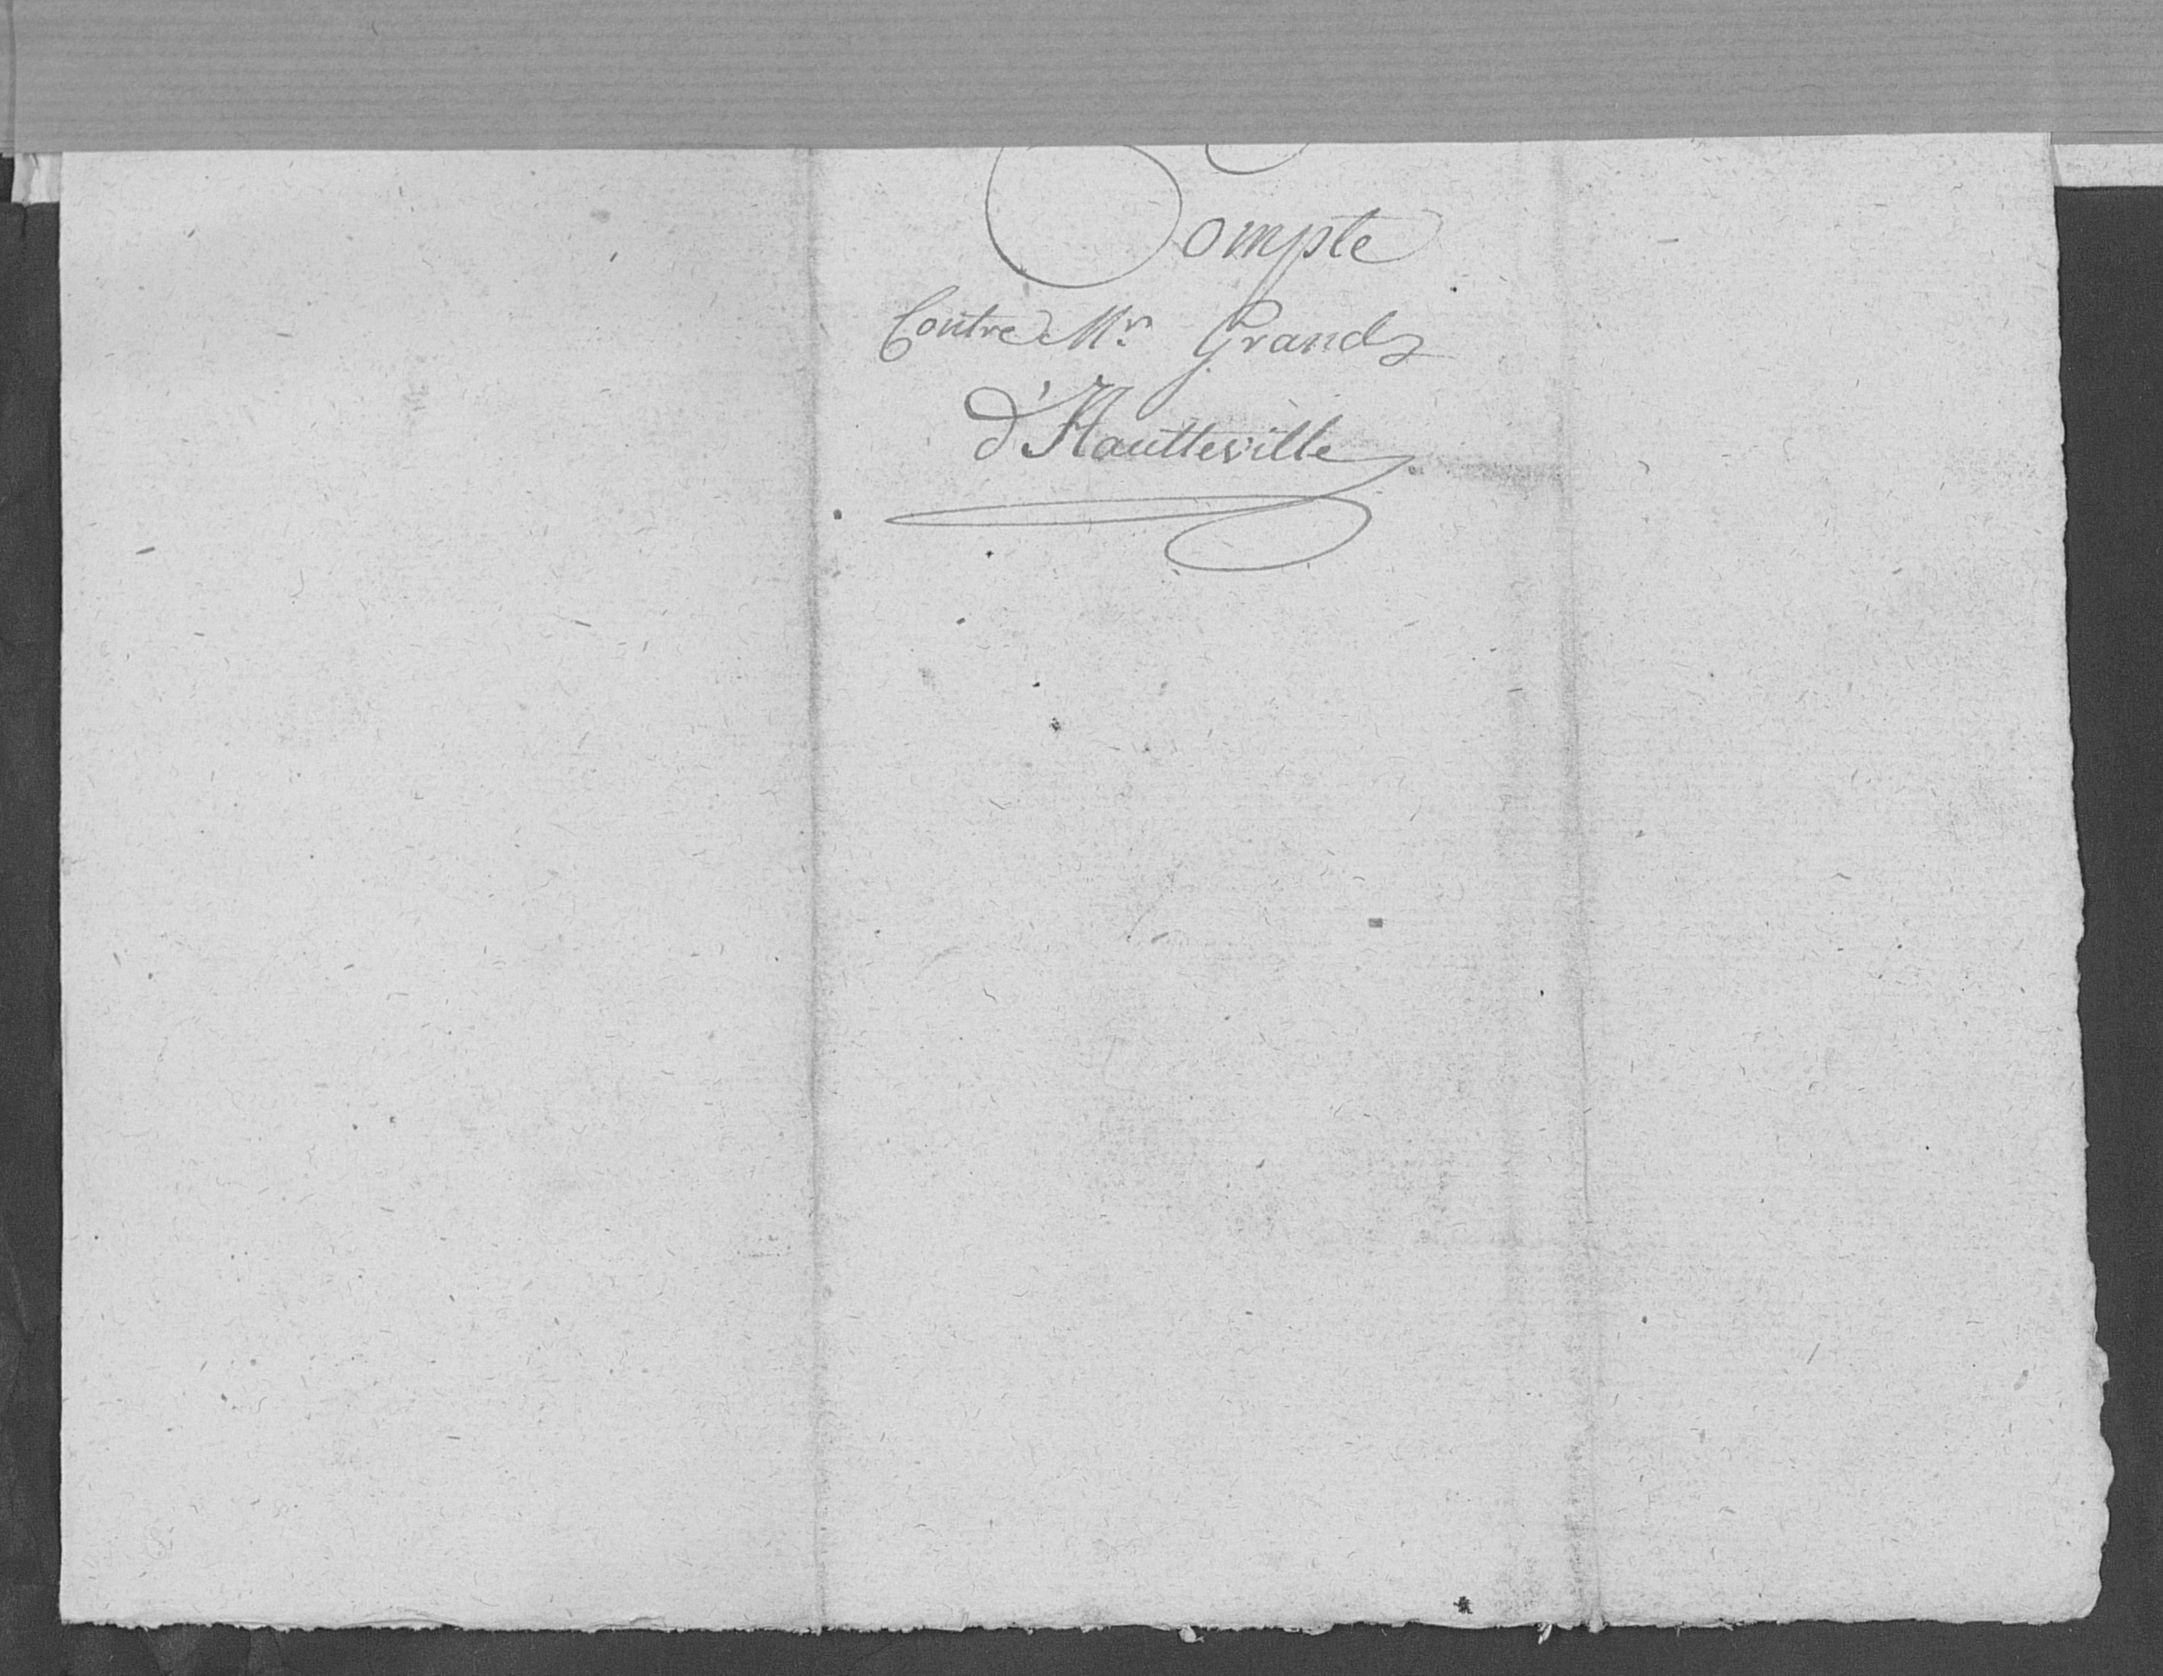 Compte
Contre Mr. Grand
d'Hautteville